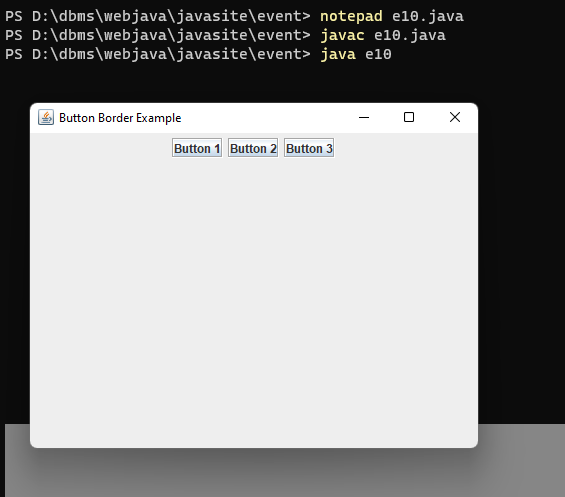 PS D:\dbms\webjava\javasite\event> notepad e10.java
PS D:\dbms\webjava\javasite\event> javac e10.java
PS D:\dbms\webjava\javasite\event> java e10
Button Border Example
Button 1 Button 2 Button 3